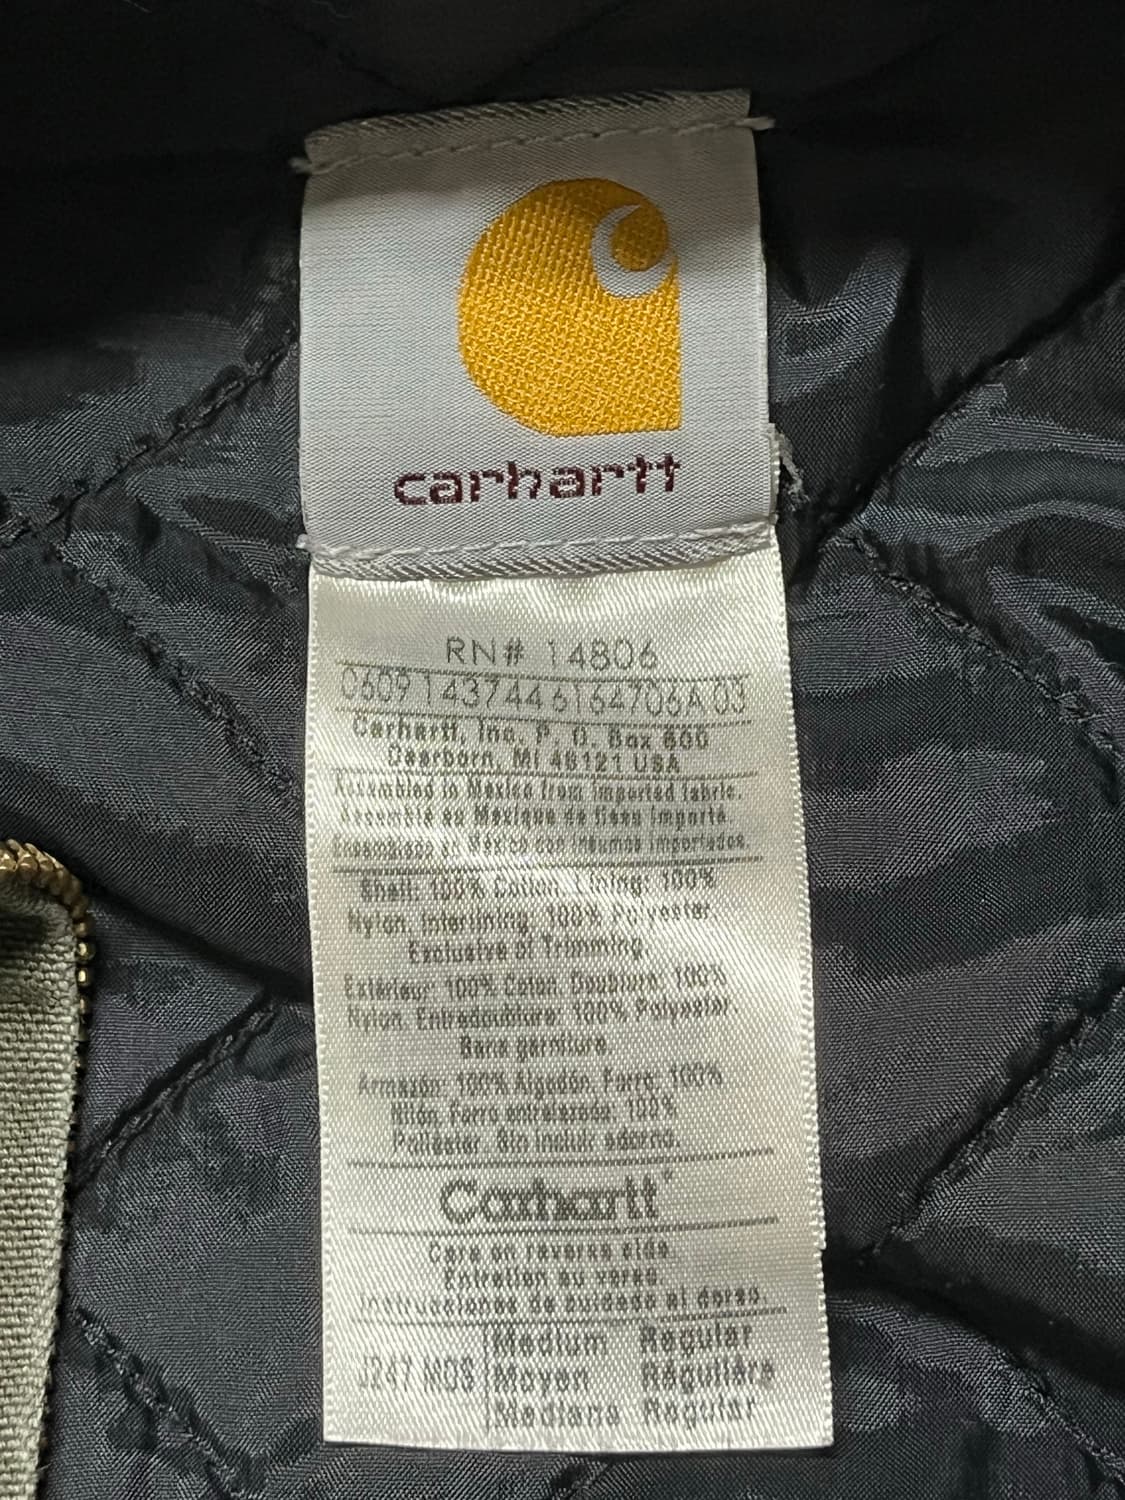 carhartt
RN# 14806
0609 1437446164706A 03
Carhartt, Inc. P. O. Box 600
Dearborn, MI 48121 USA
Assembled in Mexico from imported fabric.
Assemblé au Mexique de tissu importé.
Ensamblado en México con insumos importados.
Shell: 100% Cotton. Lining: 100%
Nylon. Interlining: 100% Polyester.
Exclusive of Trimming.
Extérieur: 100% Coton. Doublure: 100%
Nylon. Entredoublure: 100% Polyester.
Sans garniture.
Armazón: 100% Algodón. Forro: 100%
Nilón. Forro entrelazado: 100%
Poliéster. Sin incluir adorno.
Carhartt
Care on reverse side.
Entretien au verso.
Instrucciones de cuidado al dorso.
J247 MOS Medium Regular
Moyen Régulière
Mediana Regular